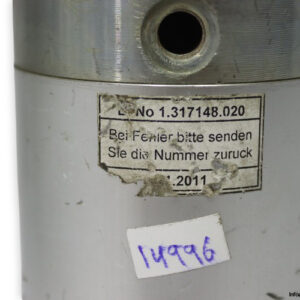 No 1.317148.020
Bei Fehler bitte senden
Sie die Nummer zuruck
.2011
14996